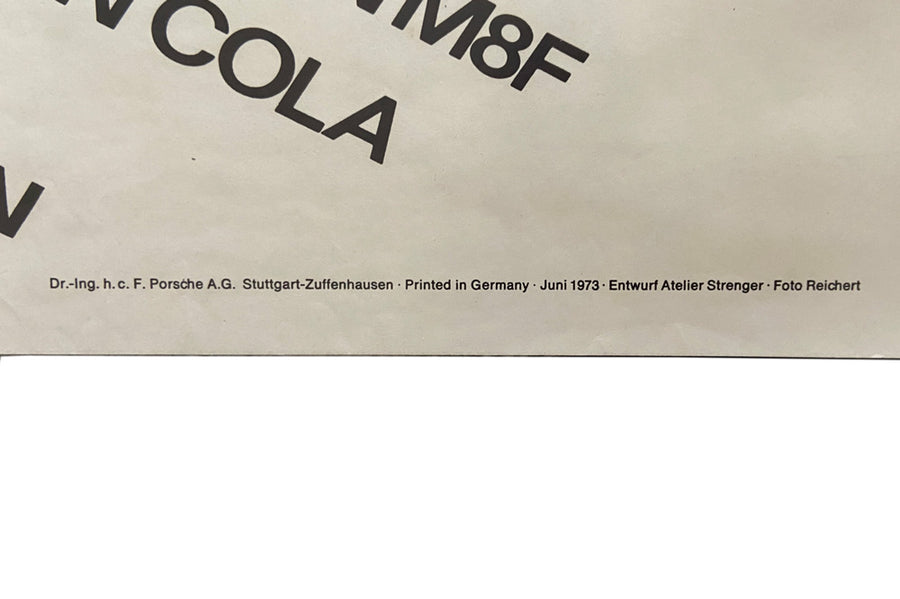 M8F
COLA
N
Dr.-Ing. h.c. F. Porsche A.G. Stuttgart-Zuffenhausen · Printed in Germany · Juni 1973 · Entwurf Atelier Strenger · Foto Reichert